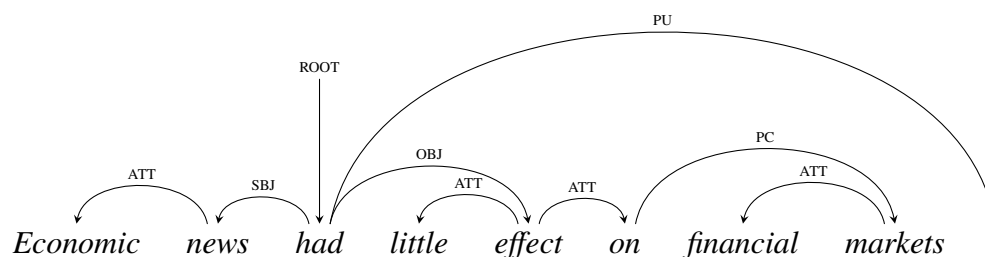 PU
ROOT
OBJ PC
ATT SBJ ATT ATT ATT
Economic news had little effect on financial markets